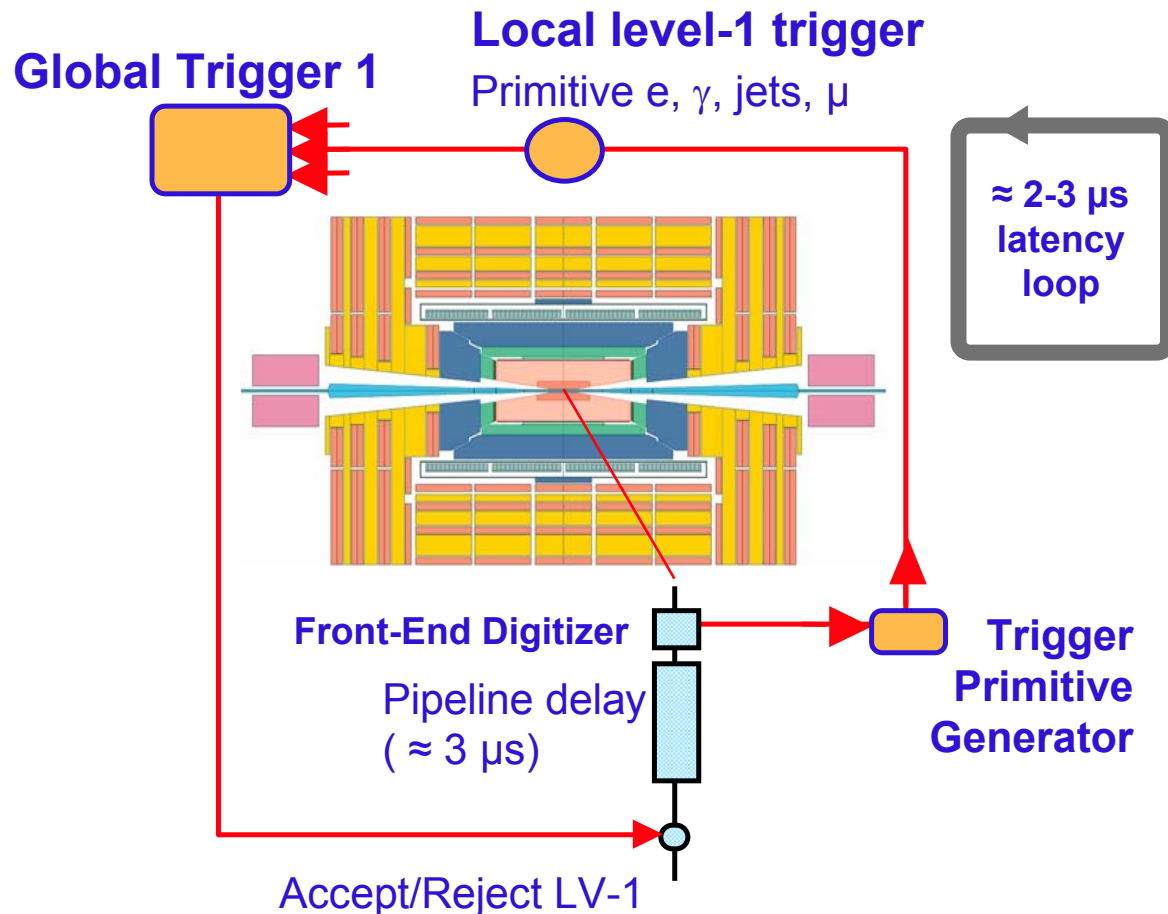 Local level-1 trigger
Global Trigger 1
Primitive e, γ, jets, μ
≈ 2-3 μs
latency
loop
Front-End Digitizer
Pipeline delay
( ≈ 3 μs)
Trigger
Primitive
Generator
Accept/Reject LV-1